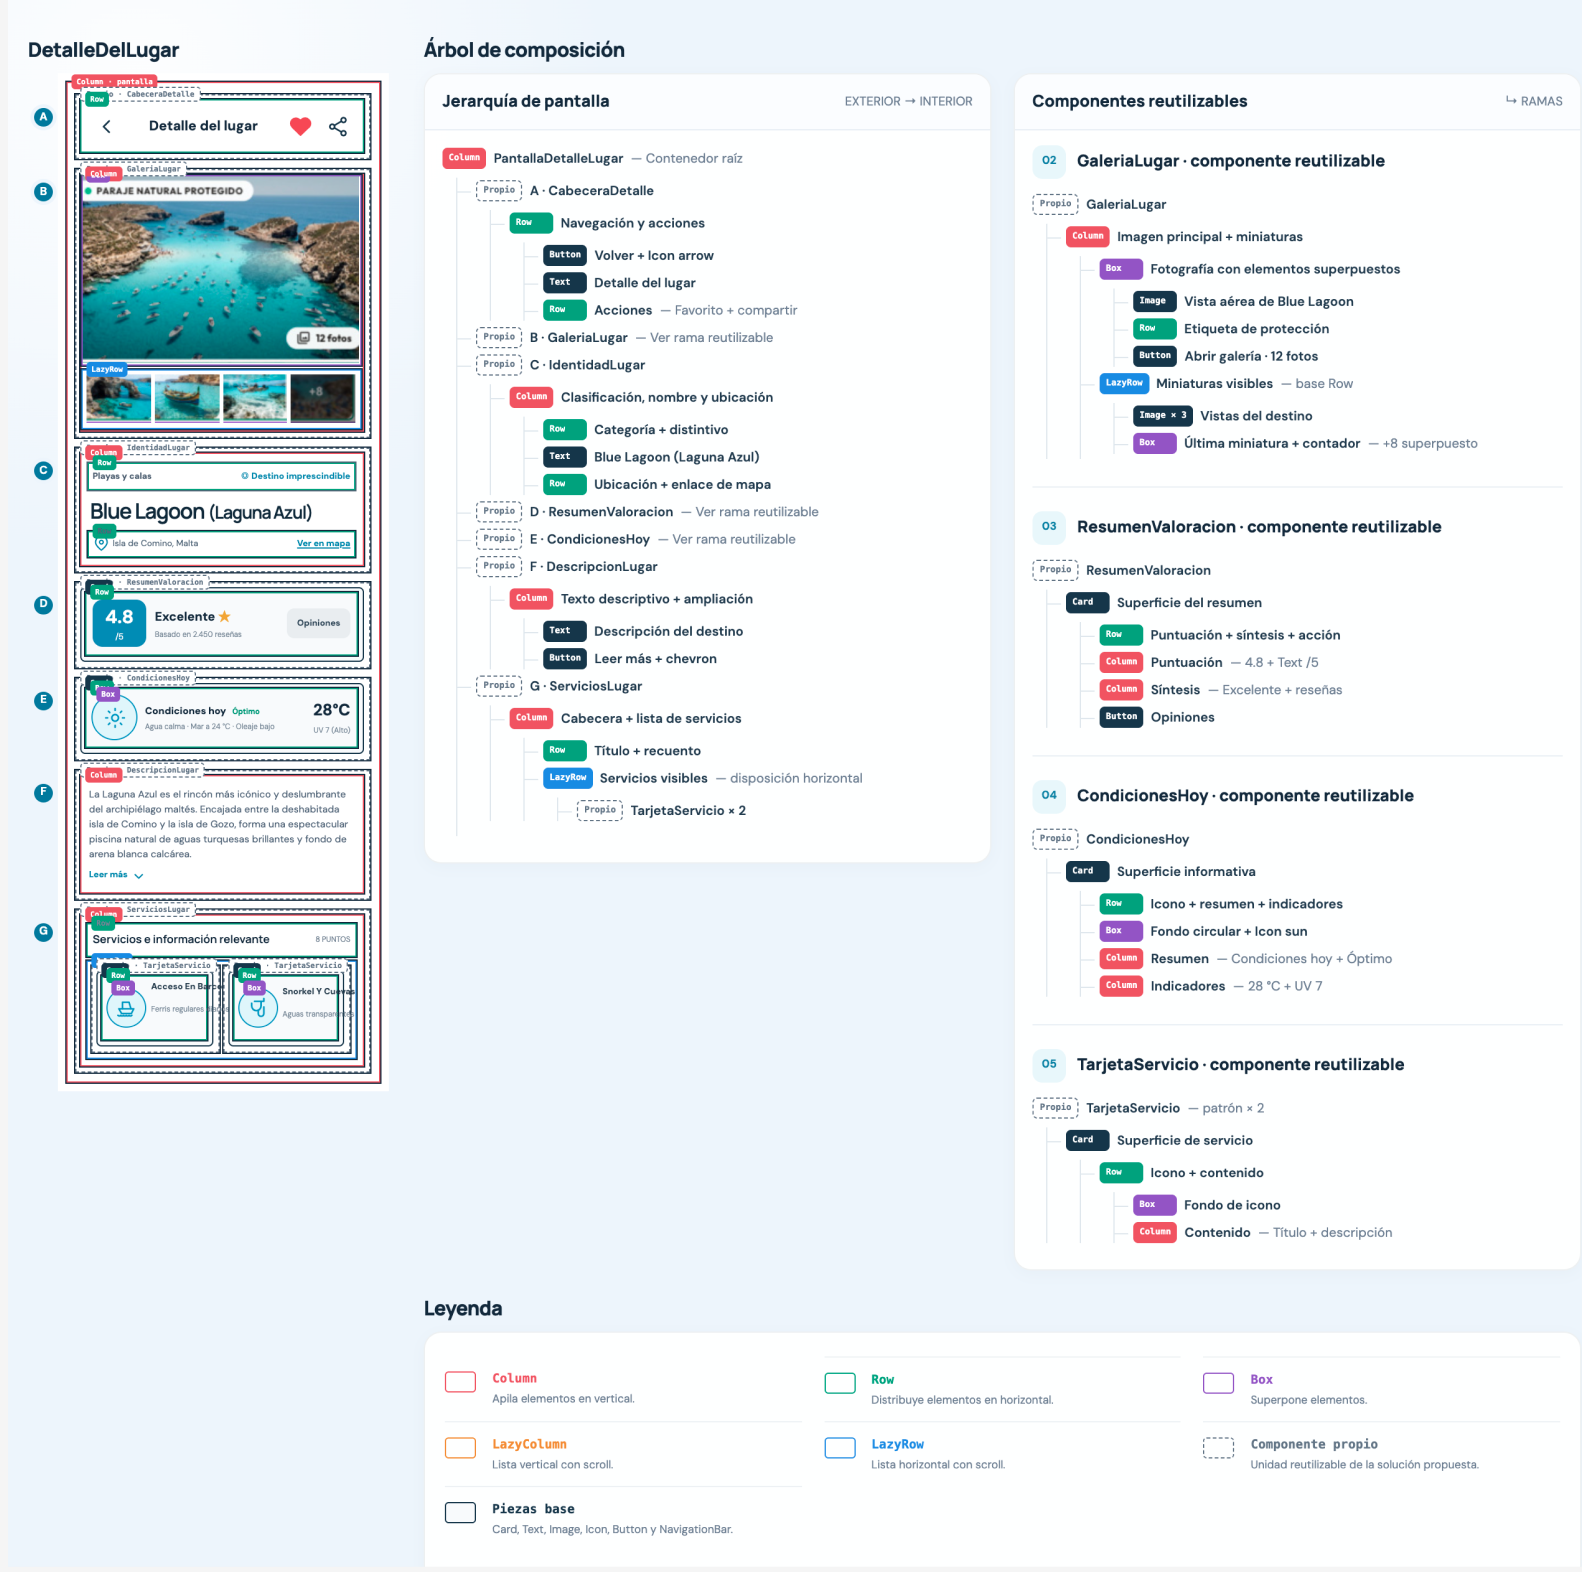 DetalleDelLugar
Column · pantalla
· CabeceraDetalle
Row
A
Detalle del lugar
GaleriaLugar
Column
B
PARAJE NATURAL PROTEGIDO
12 fotos
LazyRow
+8
IdentidadLugar
Column
Row
C
Playas y calas
Destino imprescindible
Blue Lagoon (Laguna Azul)
Isla de Comino, Malta
Ver en mapa
· ResumenValoracion
Row
D
4.8
/5
Excelente
Basado en 2.450 reseñas
Opiniones
· CondicionesHoy
Box
E
Condiciones hoy Óptimo
Agua calma · Mar a 24 °C · Oleaje bajo
28°C
UV 7 (Alto)
DescripcionLugar
Column
F
La Laguna Azul es el rincón más icónico y deslumbrante
del archipiélago maltés. Encajada entre la deshabitada
isla de Comino y la isla de Gozo, forma una espectacular
piscina natural de aguas turquesas brillantes y fondo de
arena blanca calcárea.
Leer más
ServiciosLugar
Column
G
Servicios e información relevante
8 PUNTOS
· TarjetaServicio
· TarjetaServicio
Row
Row
Box
Box
Acceso En Barco
Snorkel Y Cuevas
Ferris regulares
Aguas transparentes
Árbol de composición
Jerarquía de pantalla
EXTERIOR → INTERIOR
Column PantallaDetalleLugar — Contenedor raíz
Propio A · CabeceraDetalle
Row Navegación y acciones
Button Volver + Icon arrow
Text Detalle del lugar
Row Acciones — Favorito + compartir
Propio B · GaleriaLugar — Ver rama reutilizable
Propio C · IdentidadLugar
Column Clasificación, nombre y ubicación
Row Categoría + distintivo
Text Blue Lagoon (Laguna Azul)
Row Ubicación + enlace de mapa
Propio D · ResumenValoracion — Ver rama reutilizable
Propio E · CondicionesHoy — Ver rama reutilizable
Propio F · DescripcionLugar
Column Texto descriptivo + ampliación
Text Descripción del destino
Button Leer más + chevron
Propio G · ServiciosLugar
Column Cabecera + lista de servicios
Row Título + recuento
LazyRow Servicios visibles — disposición horizontal
Propio TarjetaServicio × 2
Componentes reutilizables
↳ RAMAS
02 GaleriaLugar · componente reutilizable
Propio GaleriaLugar
Column Imagen principal + miniaturas
Box Fotografía con elementos superpuestos
Image Vista aérea de Blue Lagoon
Row Etiqueta de protección
Button Abrir galería · 12 fotos
LazyRow Miniaturas visibles — base Row
Image × 3 Vistas del destino
Box Última miniatura + contador — +8 superpuesto
03 ResumenValoracion · componente reutilizable
Propio ResumenValoracion
Card Superficie del resumen
Row Puntuación + síntesis + acción
Column Puntuación — 4.8 + Text /5
Column Síntesis — Excelente + reseñas
Button Opiniones
04 CondicionesHoy · componente reutilizable
Propio CondicionesHoy
Card Superficie informativa
Row Icono + resumen + indicadores
Box Fondo circular + Icon sun
Column Resumen — Condiciones hoy + Óptimo
Column Indicadores — 28 °C + UV 7
05 TarjetaServicio · componente reutilizable
Propio TarjetaServicio — patrón × 2
Card Superficie de servicio
Row Icono + contenido
Box Fondo de icono
Column Contenido — Título + descripción
Leyenda
Column
Apila elementos en vertical.
Row
Distribuye elementos en horizontal.
Box
Superpone elementos.
LazyColumn
Lista vertical con scroll.
LazyRow
Lista horizontal con scroll.
Componente propio
Unidad reutilizable de la solución propuesta.
Piezas base
Card, Text, Image, Icon, Button y NavigationBar.